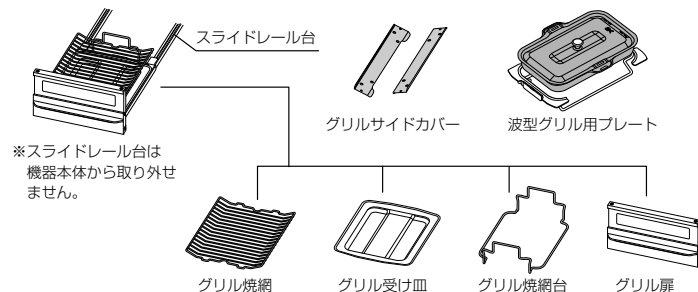 スライドレール台
グリルサイドカバー
波型グリル用プレート
※スライドレール台は
機器本体から取り外せ
ません。
グリル焼網
グリル受け皿
グリル焼網台
グリル扉